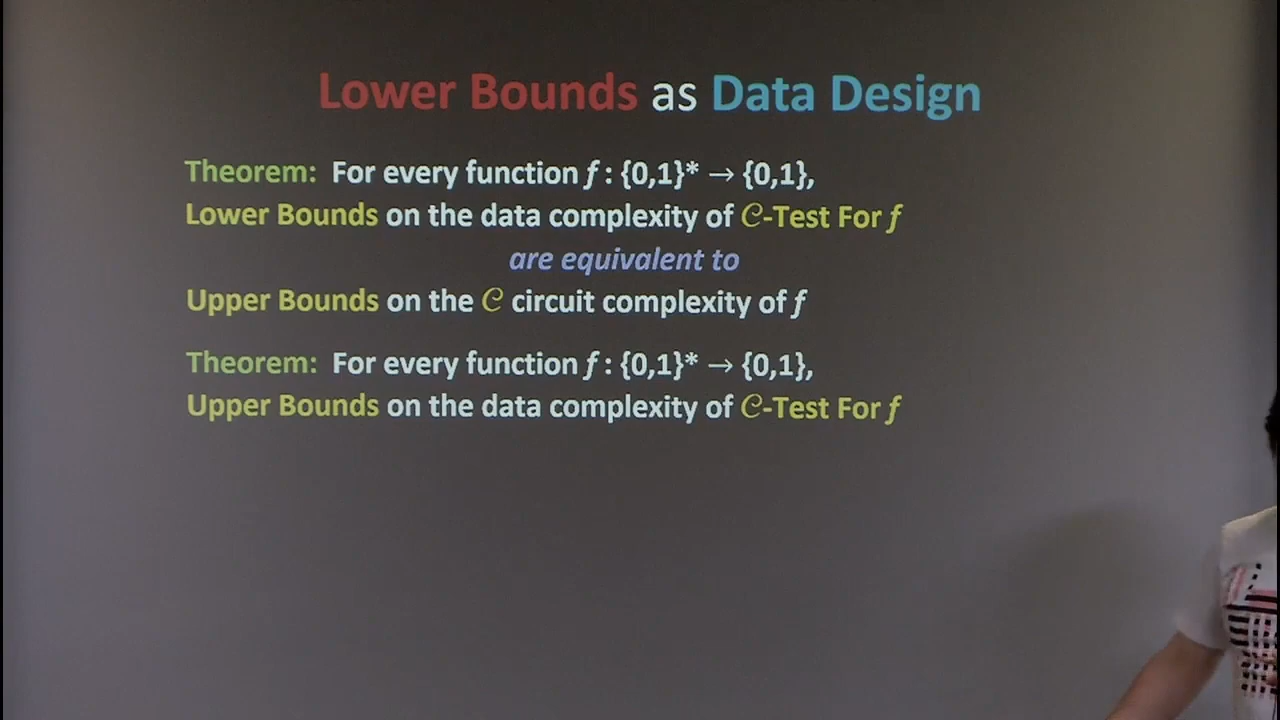 Lower Bounds as Data Design
Theorem: For every function f : {0,1}* → {0,1},
Lower Bounds on the data complexity of 𝒞-Test For f
are equivalent to
Upper Bounds on the 𝒞 circuit complexity of f
Theorem: For every function f : {0,1}* → {0,1},
Upper Bounds on the data complexity of 𝒞-Test For f